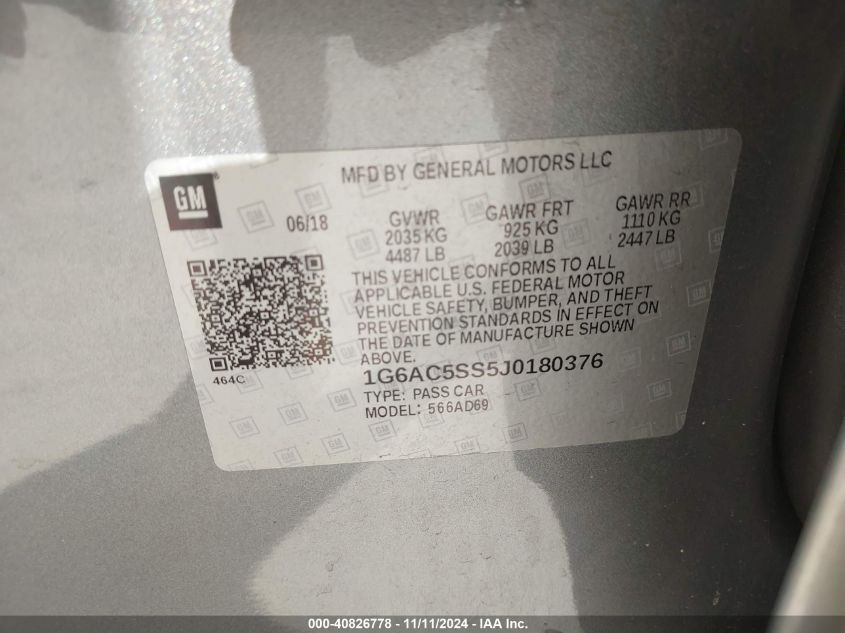 GM
MFD BY GENERAL MOTORS LLC
06/18
GVWR
2035 KG
4487 LB
GAWR FRT
925 KG
2039 LB
GAWR RR
1110 KG
2447 LB
THIS VEHICLE CONFORMS TO ALL
APPLICABLE U.S. FEDERAL MOTOR
VEHICLE SAFETY, BUMPER, AND THEFT
PREVENTION STANDARDS IN EFFECT ON
THE DATE OF MANUFACTURE SHOWN
ABOVE.
464C
1G6AC5SS5J0180376
TYPE: PASS CAR
MODEL: 566AD69
000-40826778 - 11/11/2024 - IAA Inc.